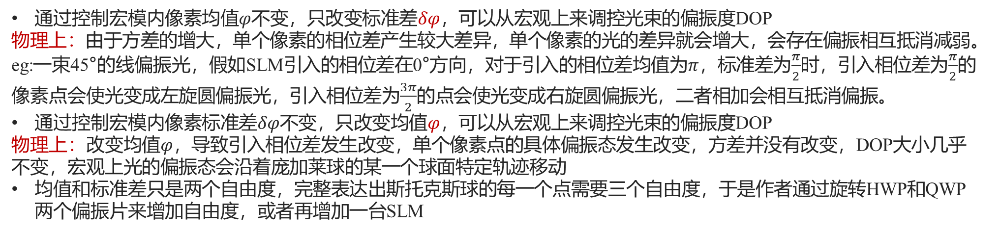 • 通过控制宏模内像素均值φ不变，只改变标准差δφ，可以从宏观上来调控光束的偏振度DOP
物理上：由于方差的增大，单个像素的相位差产生较大差异，单个像素的光的差异就会增大，会存在偏振相互抵消减弱。
eg:一束45°的线偏振光，假如SLM引入的相位差在0°方向，对于引入的相位差均值为π，标准差为π/2时，引入相位差为π/2的
像素点会使光变成左旋圆偏振光，引入相位差为3π/2的点会使光变成右旋圆偏振光，二者相加会相互抵消偏振。
• 通过控制宏模内像素标准差δφ不变，只改变均值φ，可以从宏观上来调控光束的偏振度DOP
物理上：改变均值φ，导致引入相位差发生改变，单个像素点的具体偏振态发生改变，方差并没有改变，DOP大小几乎
不变，宏观上光的偏振态会沿着庞加莱球的某一个球面特定轨迹移动
• 均值和标准差只是两个自由度，完整表达出斯托克斯球的每一个点需要三个自由度，于是作者通过旋转HWP和QWP
两个偏振片来增加自由度，或者再增加一台SLM